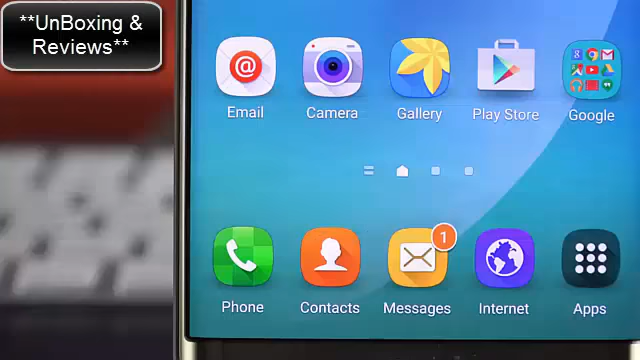 **UnBoxing &
Reviews**
@
Email
Camera
Gallery
Play Store
Google
1
Phone
Contacts
Messages
Internet
Apps